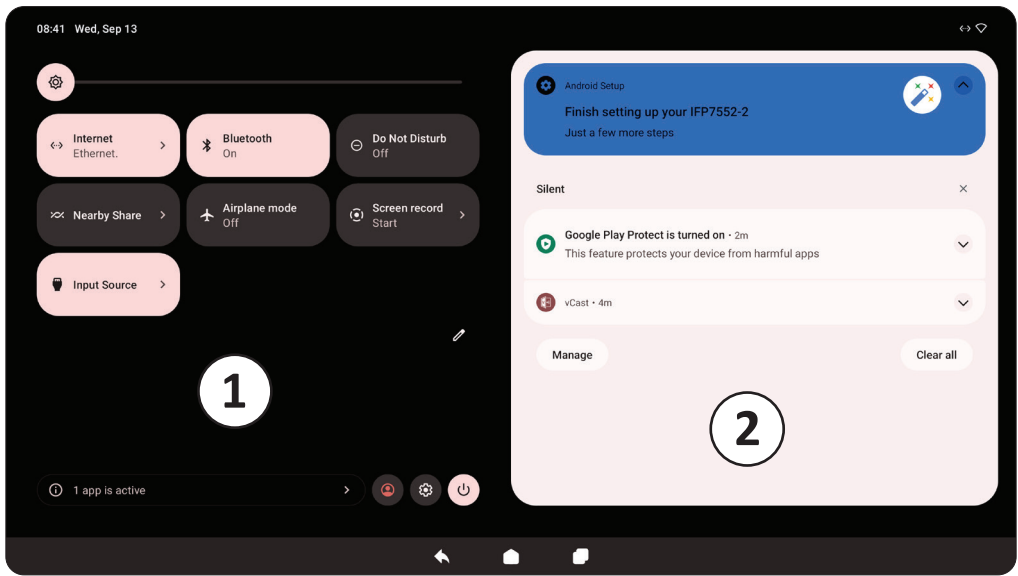 08:41 Wed, Sep 13
Internet
Ethernet.
Bluetooth
On
Do Not Disturb
Off
Nearby Share
Airplane mode
Off
Screen record
Start
Input Source
1
1 app is active
Android Setup
Finish setting up your IFP7552-2
Just a few more steps
Silent
Google Play Protect is turned on · 2m
This feature protects your device from harmful apps
vCast · 4m
Manage
Clear all
2